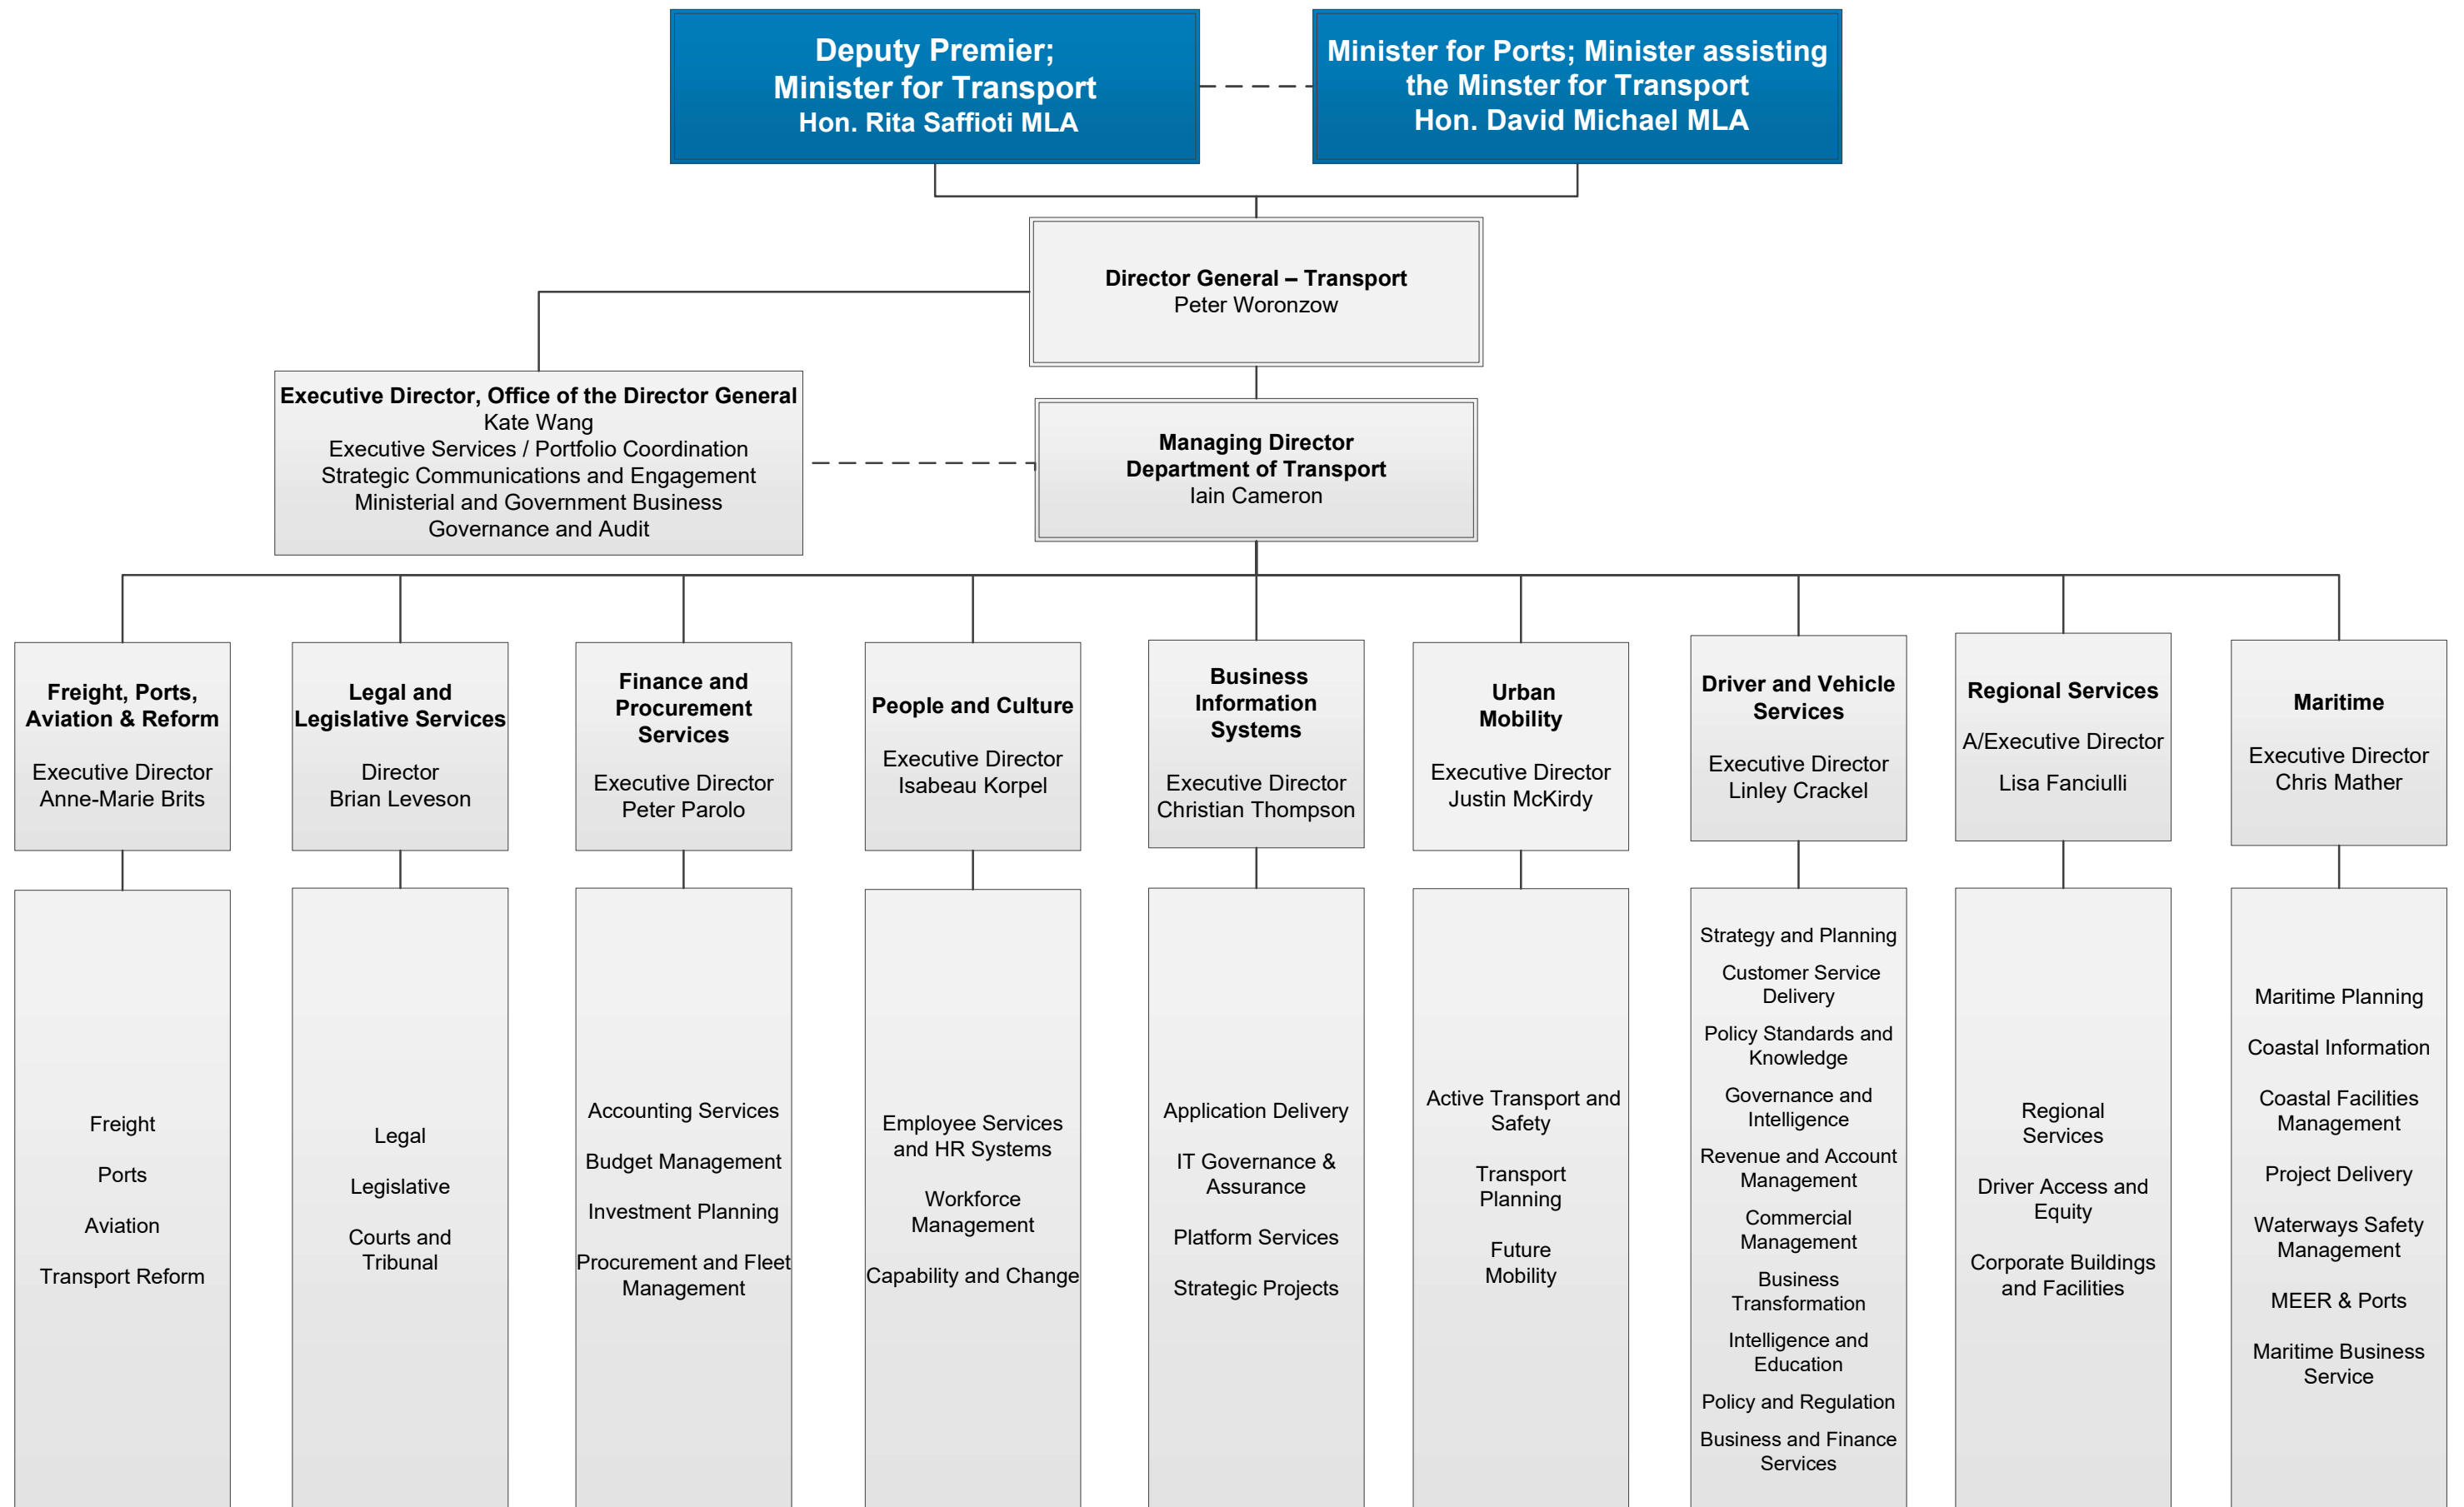 Deputy Premier;
Minister for Transport
Hon. Rita Saffioti MLA
Minister for Ports; Minister assisting
the Minster for Transport
Hon. David Michael MLA
Director General – Transport
Peter Woronzow
Executive Director, Office of the Director General
Kate Wang
Executive Services / Portfolio Coordination
Strategic Communications and Engagement
Ministerial and Government Business
Governance and Audit
Managing Director
Department of Transport
Iain Cameron
Freight, Ports,
Aviation & Reform
Executive Director
Anne-Marie Brits
Legal and
Legislative Services
Director
Brian Leveson
Finance and
Procurement
Services
Executive Director
Peter Parolo
People and Culture
Executive Director
Isabeau Korpel
Business
Information
Systems
Executive Director
Christian Thompson
Urban
Mobility
Executive Director
Justin McKirdy
Driver and Vehicle
Services
Executive Director
Linley Crackel
Regional Services
A/Executive Director
Lisa Fanciulli
Maritime
Executive Director
Chris Mather
Freight
Ports
Aviation
Transport Reform
Legal
Legislative
Courts and
Tribunal
Accounting Services
Budget Management
Investment Planning
Procurement and Fleet
Management
Employee Services
and HR Systems
Workforce
Management
Capability and Change
Application Delivery
IT Governance &
Assurance
Platform Services
Strategic Projects
Active Transport and
Safety
Transport
Planning
Future
Mobility
Strategy and Planning
Customer Service
Delivery
Policy Standards and
Knowledge
Governance and
Intelligence
Revenue and Account
Management
Commercial
Management
Business
Transformation
Intelligence and
Education
Policy and Regulation
Business and Finance
Services
Regional
Services
Driver Access and
Equity
Corporate Buildings
and Facilities
Maritime Planning
Coastal Information
Coastal Facilities
Management
Project Delivery
Waterways Safety
Management
MEER & Ports
Maritime Business
Service